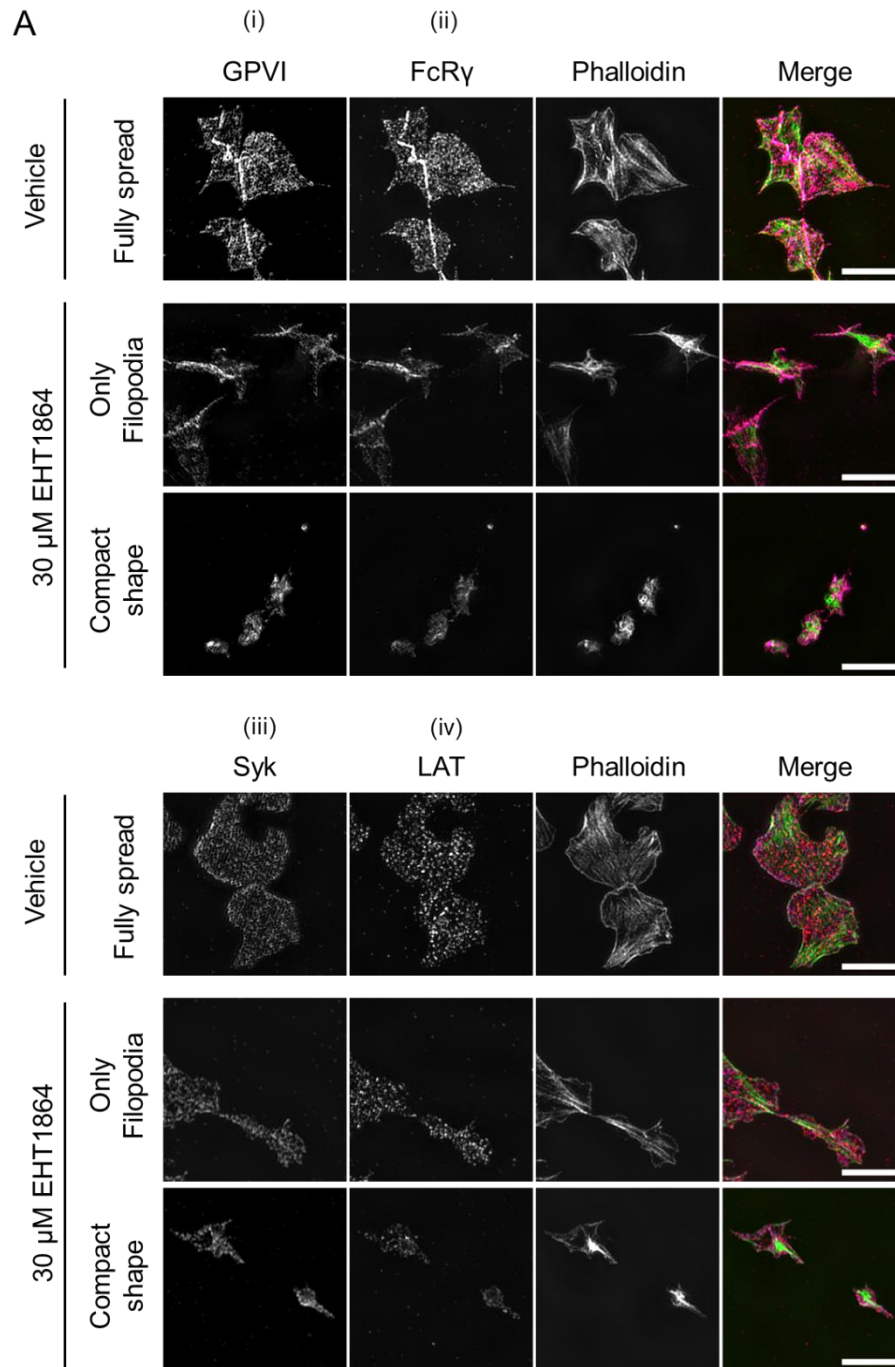 A
(i) (ii)
GPVI FcRγ Phalloidin Merge
Vehicle
Fully spread
30 µM EHT1864
Only
Filopodia
Compact
shape
(iii) (iv)
Syk LAT Phalloidin Merge
Vehicle
Fully spread
30 µM EHT1864
Only
Filopodia
Compact
shape